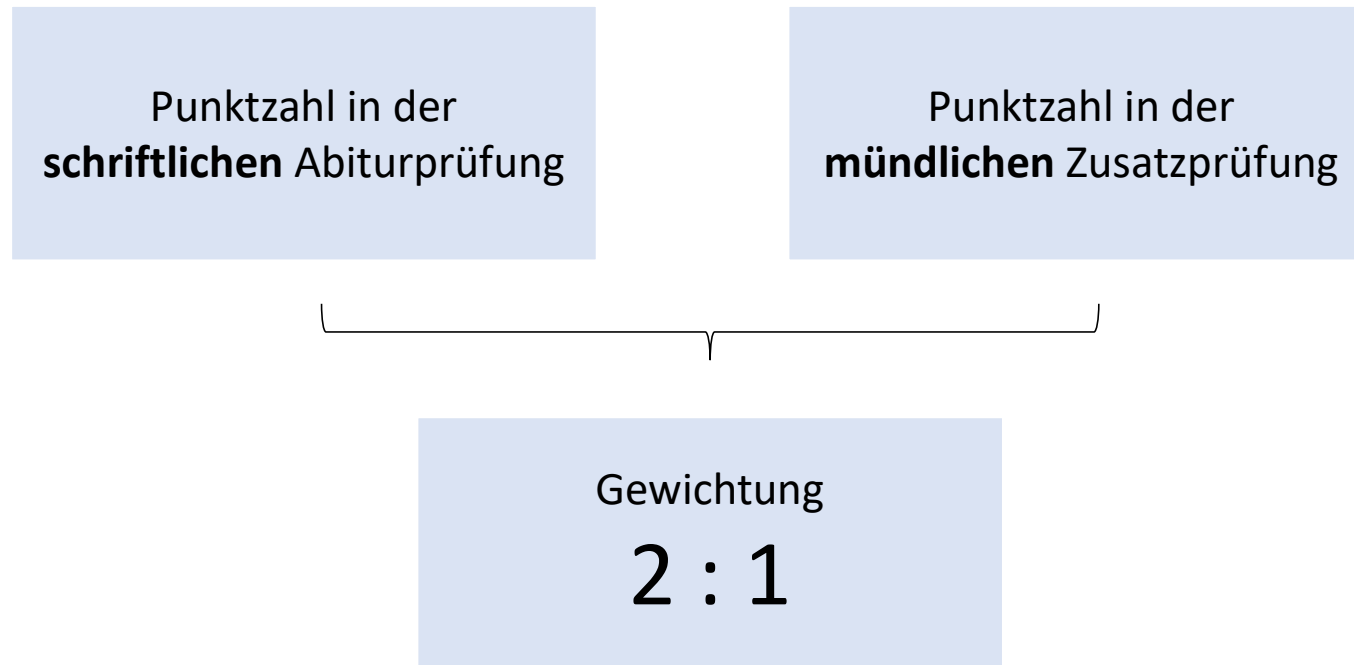 Punktzahl in der
schriftlichen Abiturprüfung
Punktzahl in der
mündlichen Zusatzprüfung
Gewichtung
2 : 1